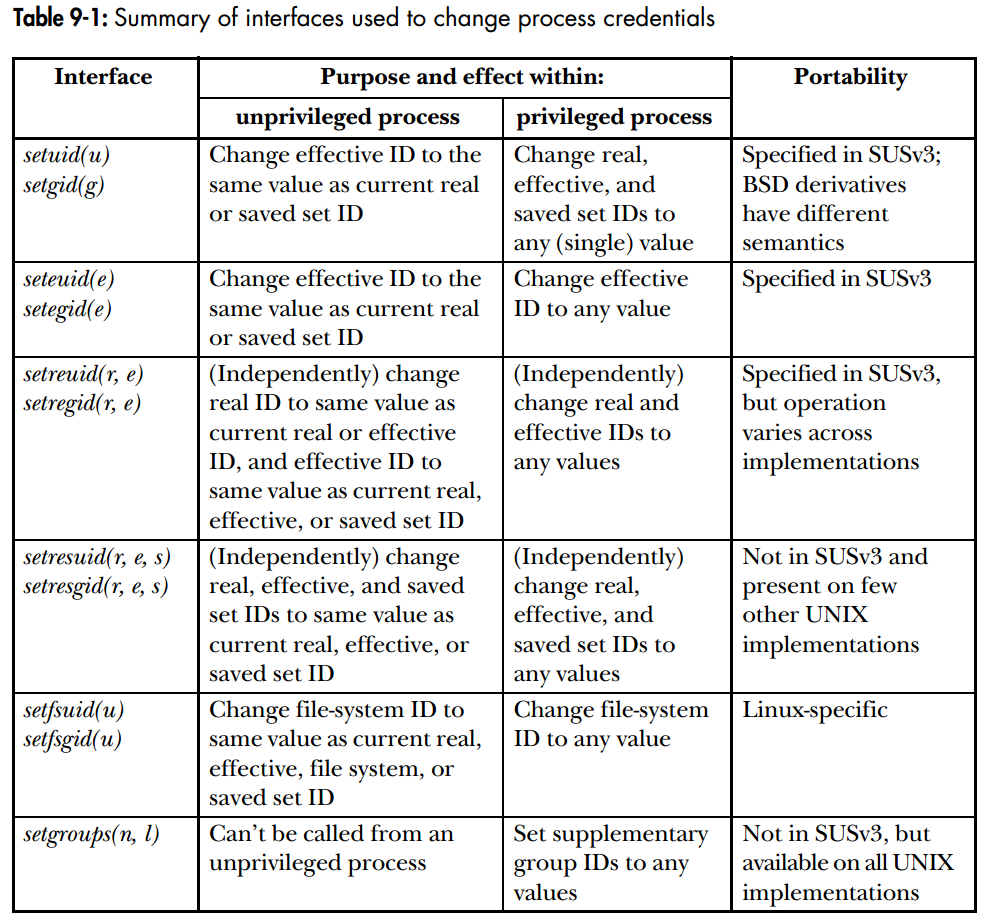 Table 9-1: Summary of interfaces used to change process credentials
Interface
Purpose and effect within:
Portability
unprivileged process
privileged process
setuid(u)
setgid(g)
Change effective ID to the
same value as current real
or saved set ID
Change real,
effective, and
saved set IDs to
any (single) value
Specified in SUSv3;
BSD derivatives
have different
semantics
seteuid(e)
setegid(e)
Change effective ID to the
same value as current real
or saved set ID
Change effective
ID to any value
Specified in SUSv3
setreuid(r, e)
setregid(r, e)
(Independently) change
real ID to same value as
current real or effective
ID, and effective ID to
same value as current real,
effective, or saved set ID
(Independently)
change real and
effective IDs to
any values
Specified in SUSv3,
but operation
varies across
implementations
setresuid(r, e, s)
setresgid(r, e, s)
(Independently) change
real, effective, and saved
set IDs to same value as
current real, effective, or
saved set ID
(Independently)
change real,
effective, and
saved set IDs to
any values
Not in SUSv3 and
present on few
other UNIX
implementations
setfsuid(u)
setfsgid(u)
Change file-system ID to
same value as current real,
effective, file system, or
saved set ID
Change file-system
ID to any value
Linux-specific
setgroups(n, l)
Can’t be called from an
unprivileged process
Set supplementary
group IDs to any
values
Not in SUSv3, but
available on all UNIX
implementations